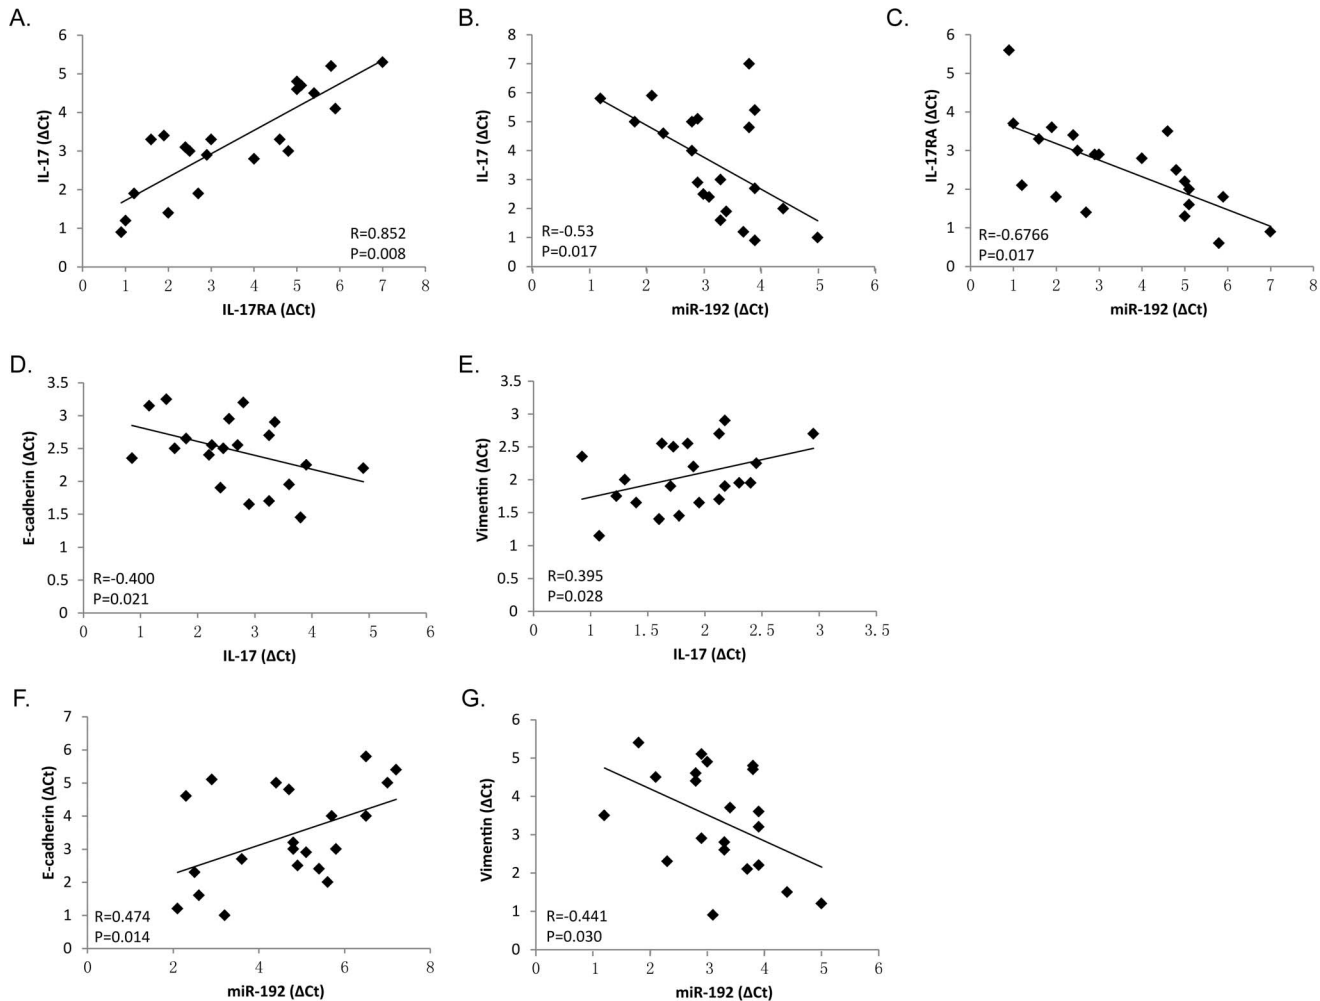 A.
IL-17 (ΔCt)
6
5
4
3
2
1
0
0 1 2 3 4 5 6 7 8
IL-17RA (ΔCt)
R=0.852
P=0.008
B.
IL-17 (ΔCt)
8
7
6
5
4
3
2
1
0
0 1 2 3 4 5 6
miR-192 (ΔCt)
R=-0.53
P=0.017
C.
IL-17RA (ΔCt)
6
5
4
3
2
1
0
0 1 2 3 4 5 6 7 8
miR-192 (ΔCt)
R=-0.6766
P=0.017
D.
E-cadherin (ΔCt)
3.5
3
2.5
2
1.5
1
0.5
0
0 1 2 3 4 5 6
IL-17 (ΔCt)
R=-0.400
P=0.021
E.
Vimentin (ΔCt)
3.5
3
2.5
2
1.5
1
0.5
0
0 1 1.5 2 2.5 3 3.5
IL-17 (ΔCt)
R=0.395
P=0.028
F.
E-cadherin (ΔCt)
7
6
5
4
3
2
1
0
0 2 4 6 8
miR-192 (ΔCt)
R=0.474
P=0.014
G.
Vimentin (ΔCt)
6
5
4
3
2
1
0
0 1 2 3 4 5 6
miR-192 (ΔCt)
R=-0.441
P=0.030